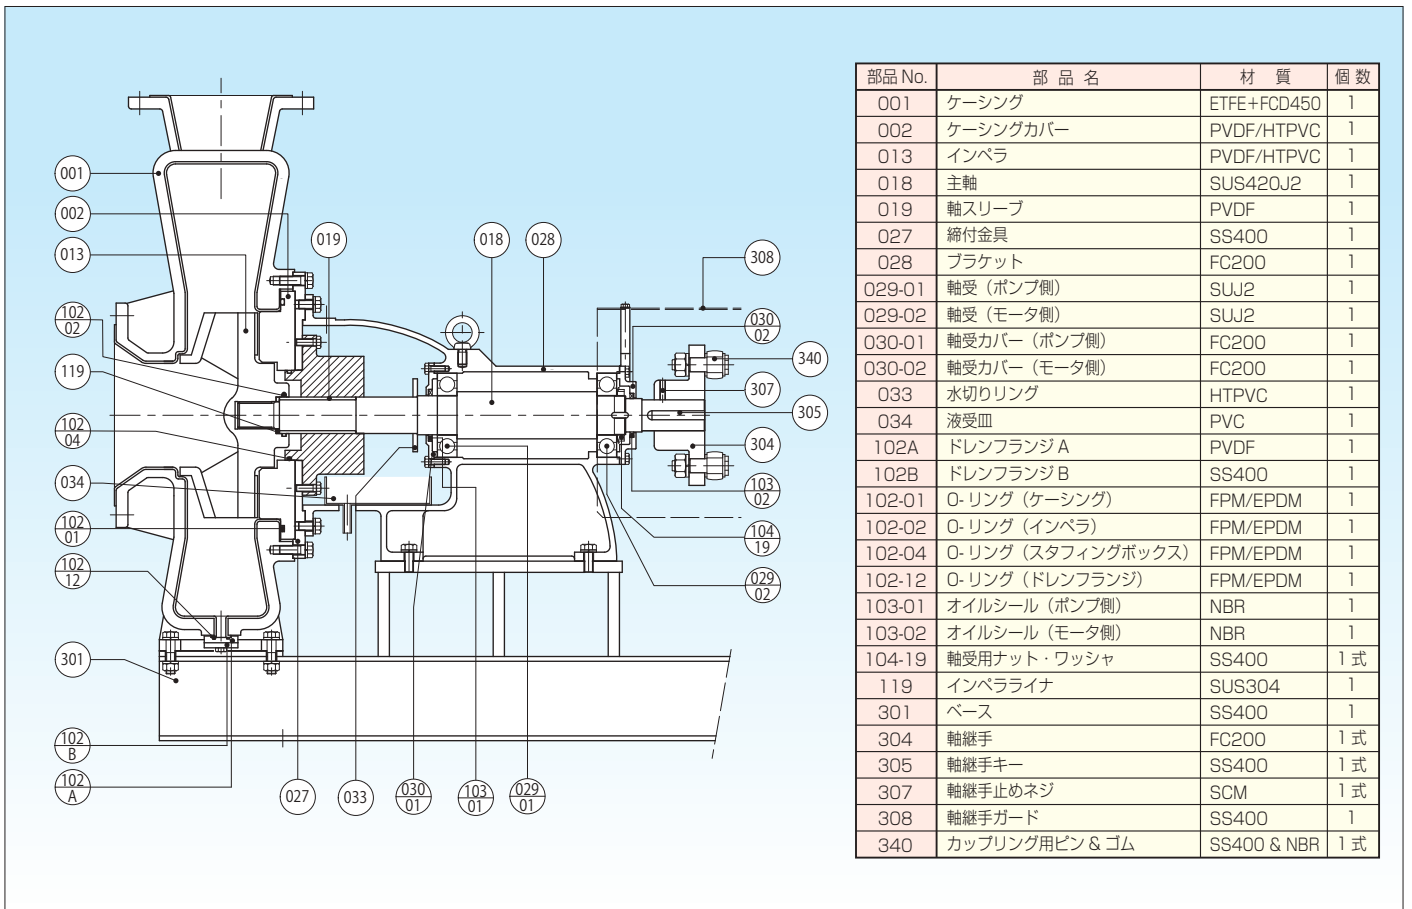 001
002
013
102
02
119
102
04
034
102
01
102
12
301
102
B
102
A
027
033
030
01
103
01
029
01
019
018
028
308
030
02
340
307
305
304
103
02
104
19
029
02
部品 No. 部品名 材質 個数
001 ケーシング ETFE+FCD450 1
002 ケーシングカバー PVDF/HTPVC 1
013 インペラ PVDF/HTPVC 1
018 主軸 SUS420J2 1
019 軸スリーブ PVDF 1
027 締付金具 SS400 1
028 ブラケット FC200 1
029-01 軸受（ポンプ側） SUJ2 1
029-02 軸受（モータ側） SUJ2 1
030-01 軸受カバー（ポンプ側） FC200 1
030-02 軸受カバー（モータ側） FC200 1
033 水切りリング HTPVC 1
034 液受皿 PVC 1
102A ドレンフランジ A PVDF 1
102B ドレンフランジ B SS400 1
102-01 O-リング（ケーシング） FPM/EPDM 1
102-02 O-リング（インペラ） FPM/EPDM 1
102-04 O-リング（スタフィングボックス） FPM/EPDM 1
102-12 O-リング（ドレンフランジ） FPM/EPDM 1
103-01 オイルシール（ポンプ側） NBR 1
103-02 オイルシール（モータ側） NBR 1
104-19 軸受用ナット・ワッシャ SS400 1式
119 インペラライナ SUS304 1
301 ベース SS400 1
304 軸継手 FC200 1式
305 軸継手キー SS400 1式
307 軸継手止めネジ SCM 1式
308 軸継手ガード SS400 1
340 カップリング用ピン & ゴム SS400 & NBR 1式